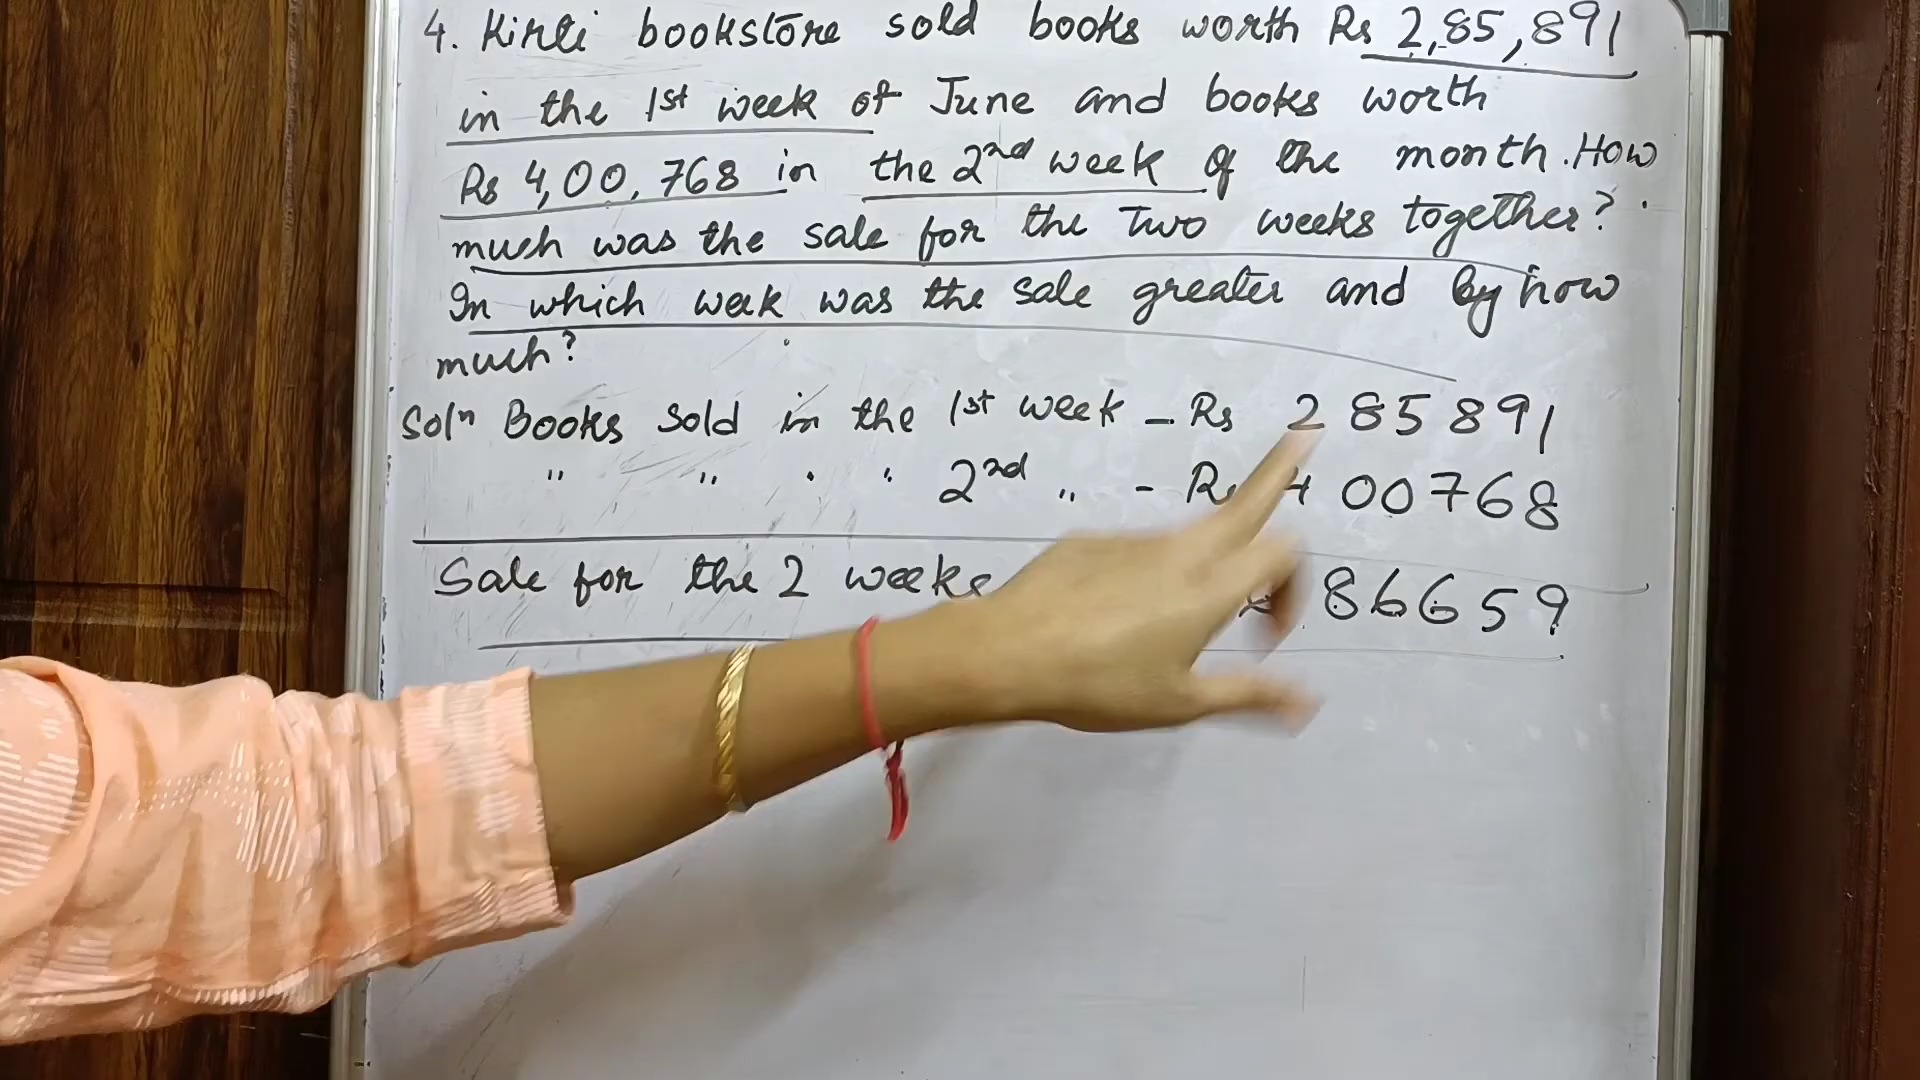 4. Kirti bookstore sold books worth Rs 2,85,891
in the 1st week of June and books worth
Rs 4,00,768 in the 2nd week of the month. How
much was the sale for the two weeks together?
In which week was the sale greater and by how
much?
Soln Books sold in the 1st week - Rs 285891
" " " " 2nd " - Rs 400768
Sale for the 2 weeks 86659